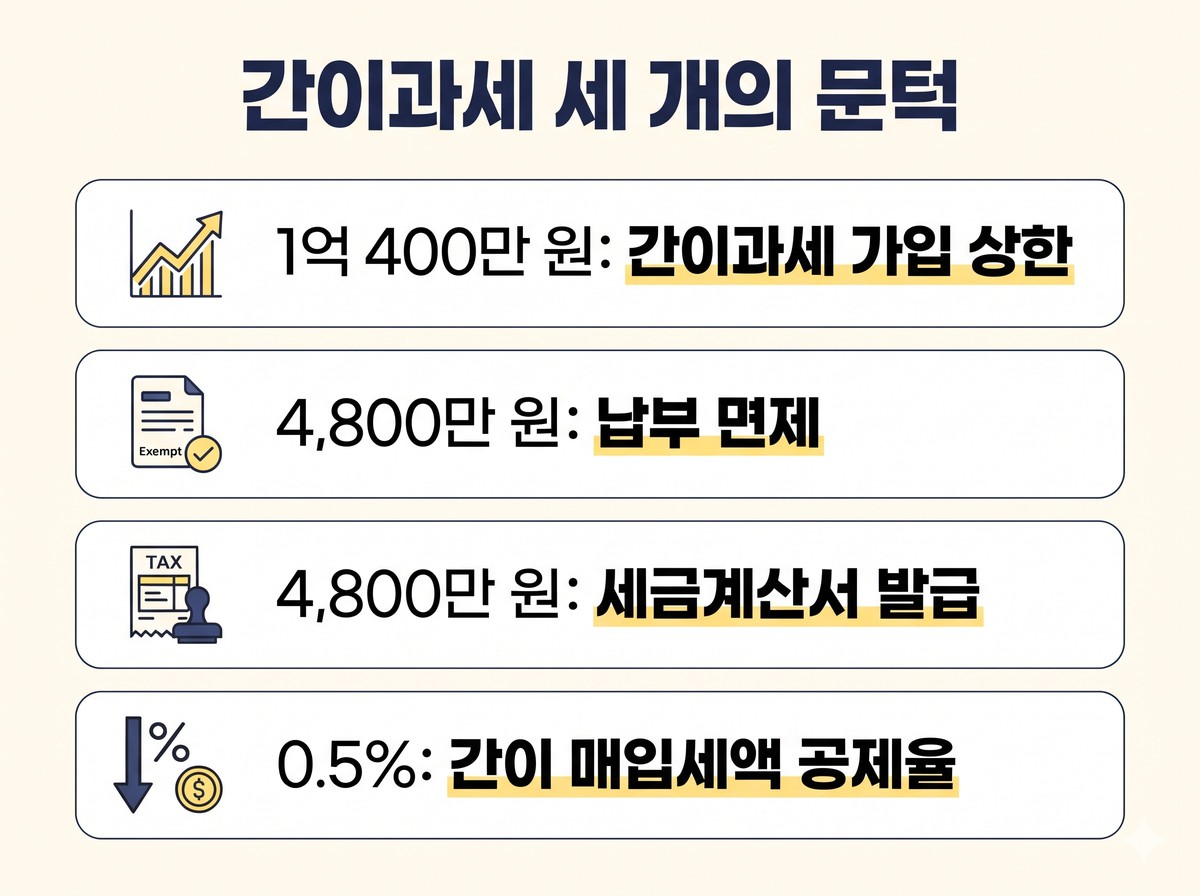 간이과세 세 개의 문턱
1억 400만 원: 간이과세 가입 상한
Exempt
4,800만 원: 납부 면제
TAX
4,800만 원: 세금계산서 발급
%
$
0.5%: 간이 매입세액 공제율